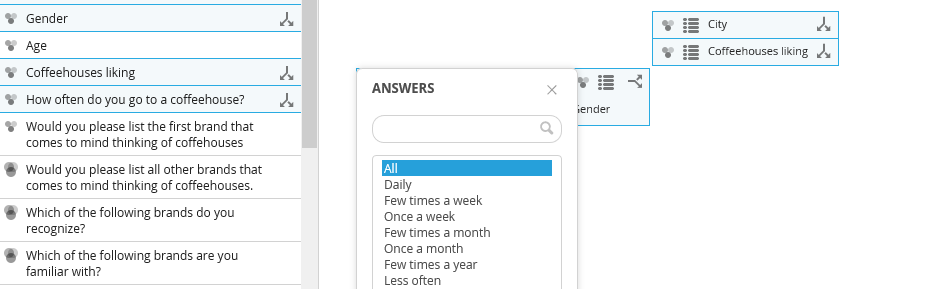 Gender
Age
Coffeehouses liking
How often do you go to a coffeehouse?
Would you please list the first brand that
comes to mind thinking of coffehouses
Would you please list all other brands that
comes to mind thinking of coffeehouses.
Which of the following brands do you
recognize?
Which of the following brands are you
familiar with?
City
Coffeehouses liking
Gender
ANSWERS
All
Daily
Few times a week
Once a week
Few times a month
Once a month
Few times a year
Less often